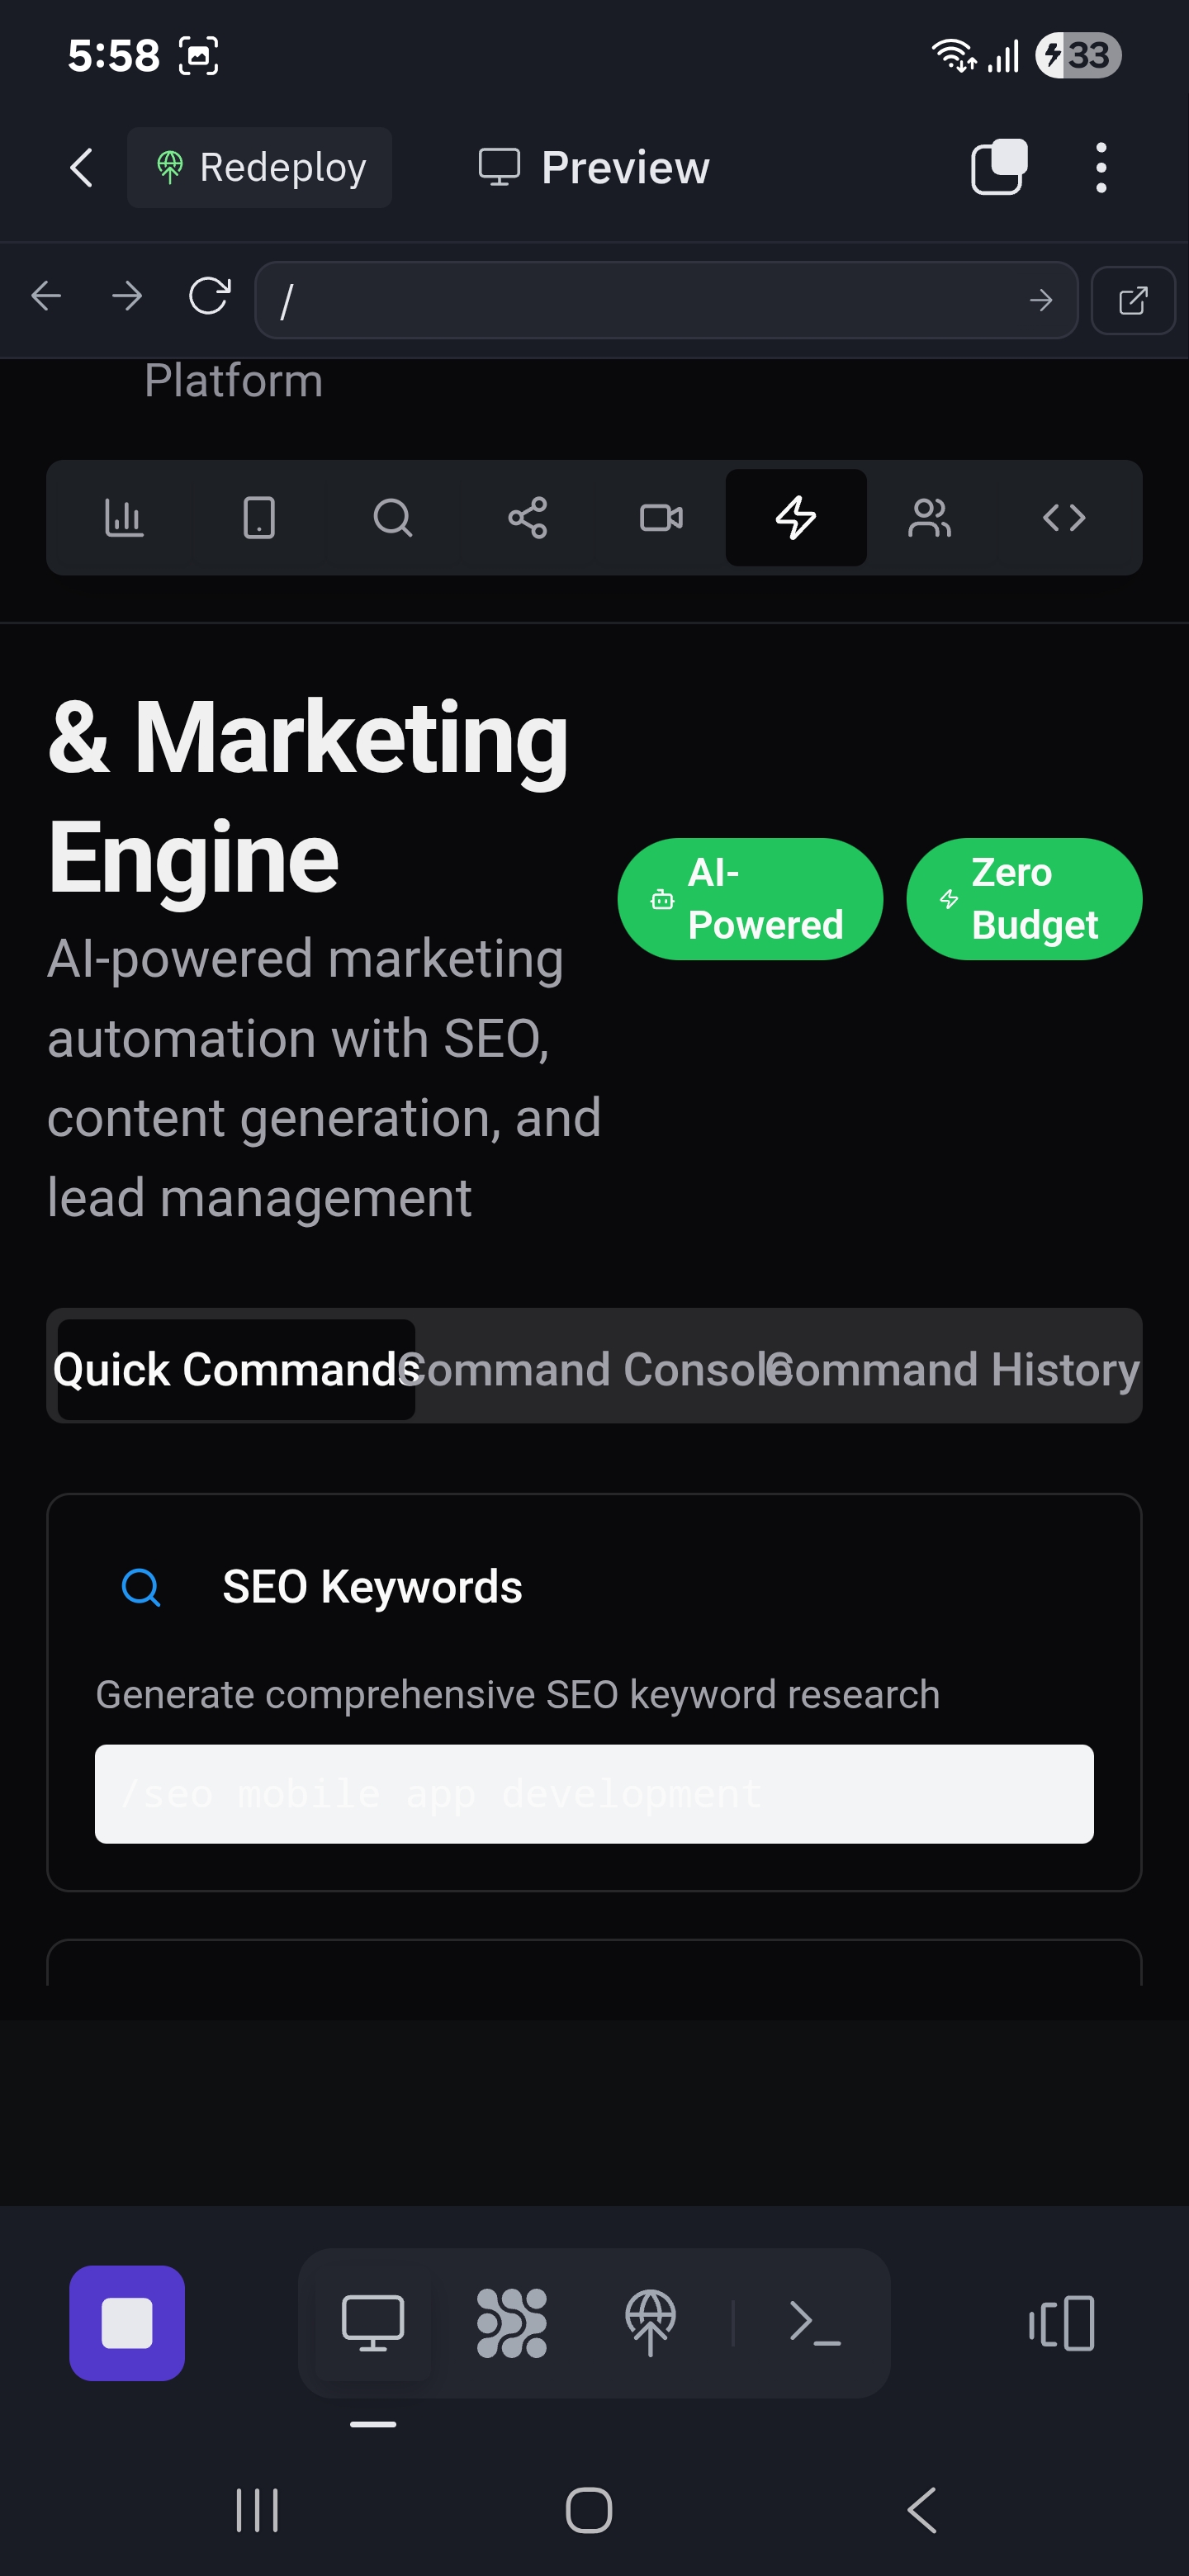 5:58
33
Redeploy
Preview
/
Platform
& Marketing
Engine
AI-powered marketing
automation with SEO,
content generation, and
lead management
AI-
Powered
Zero
Budget
Quick Commands
Command Console
Command History
SEO Keywords
Generate comprehensive SEO keyword research
/seo mobile app development